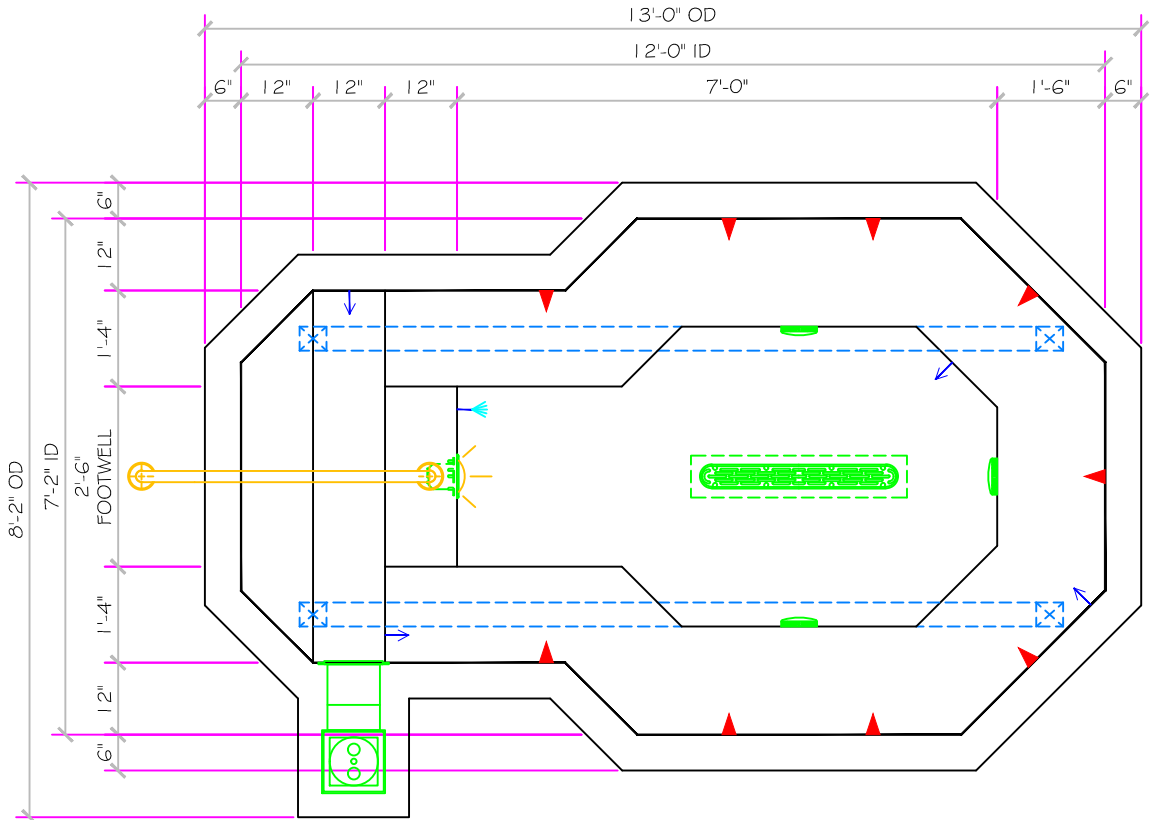 13'-0" OD
12'-0" ID
6" 12" 12" 12" 7'-0" 1'-6" 6"
6"
12"
1'-4"
2'-6"
FOOTWELL
7'-2" ID
8'-2" OD
1'-4"
12"
6"